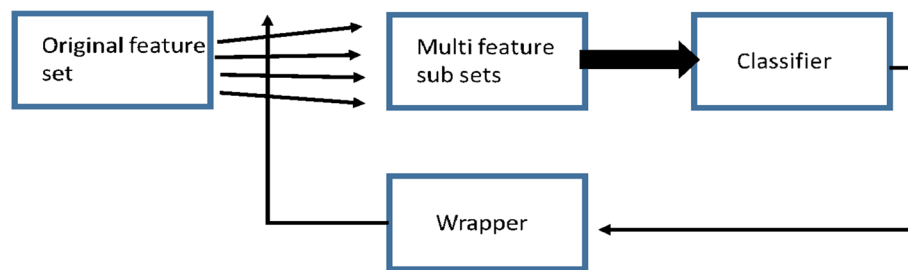 Original feature
set
Multi feature
sub sets
Classifier
Wrapper